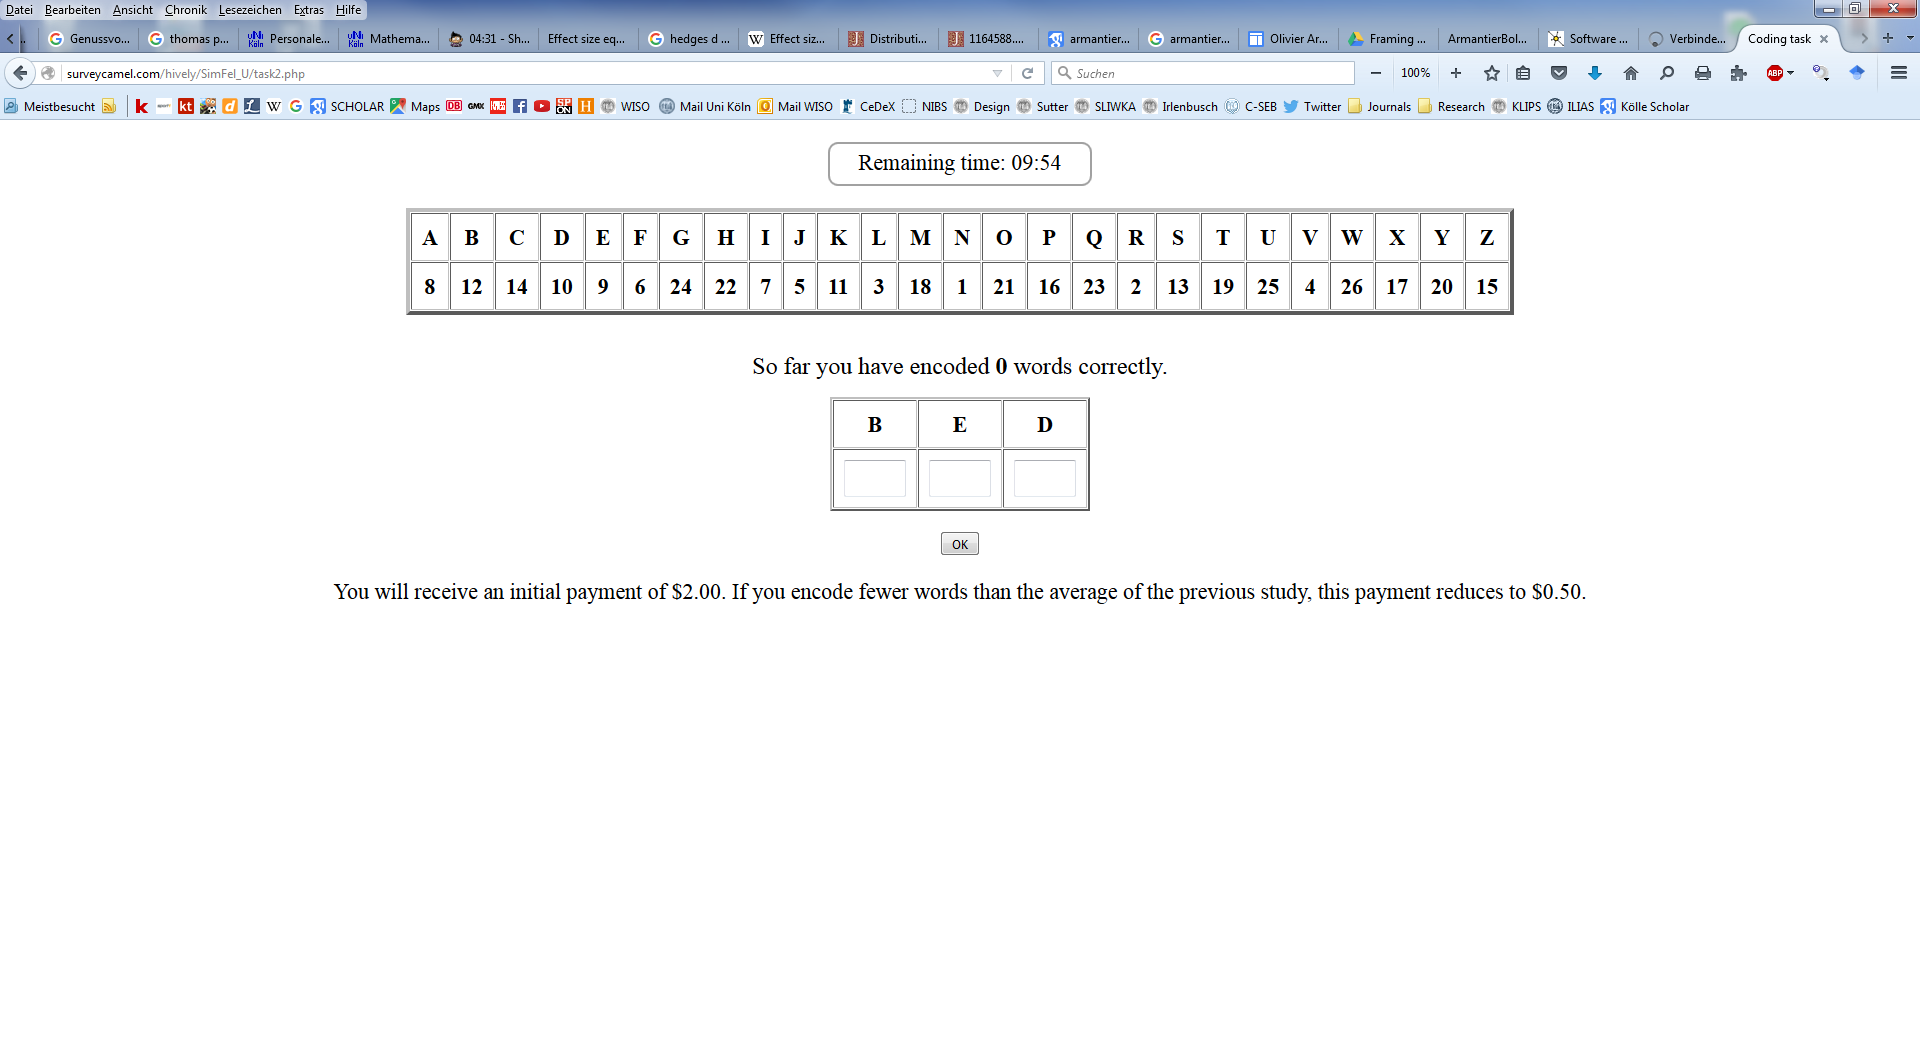 Datei Bearbeiten Ansicht Chronik Lesezeichen Extras Hilfe
Genussvo... thomas p... Personale... Mathema... 04:31 - Sh... Effect size eq... hedges d ... Effect siz... Distributi... 1164588.... armantier... armantier... Olivier Ar... Framing ... ArmantierBol... Software ... Verbinde... Coding task
surveycamel.com/hively/SimFel_U/task2.php Suchen 100% ABP
Meistbesucht k kt d W G SCHOLAR Maps DB GMX f H WISO Mail Uni Köln Mail WISO CeDeX NIBS Design Sutter SLIWKA Irlenbusch C-SEB Twitter Journals Research KLIPS ILIAS Kölle Scholar
Remaining time: 09:54
A B C D E F G H I J K L M N O P Q R S T U V W X Y Z
8 12 14 10 9 6 24 22 7 5 11 3 18 1 21 16 23 2 13 19 25 4 26 17 20 15
So far you have encoded 0 words correctly.
B E D
OK
You will receive an initial payment of $2.00. If you encode fewer words than the average of the previous study, this payment reduces to $0.50.